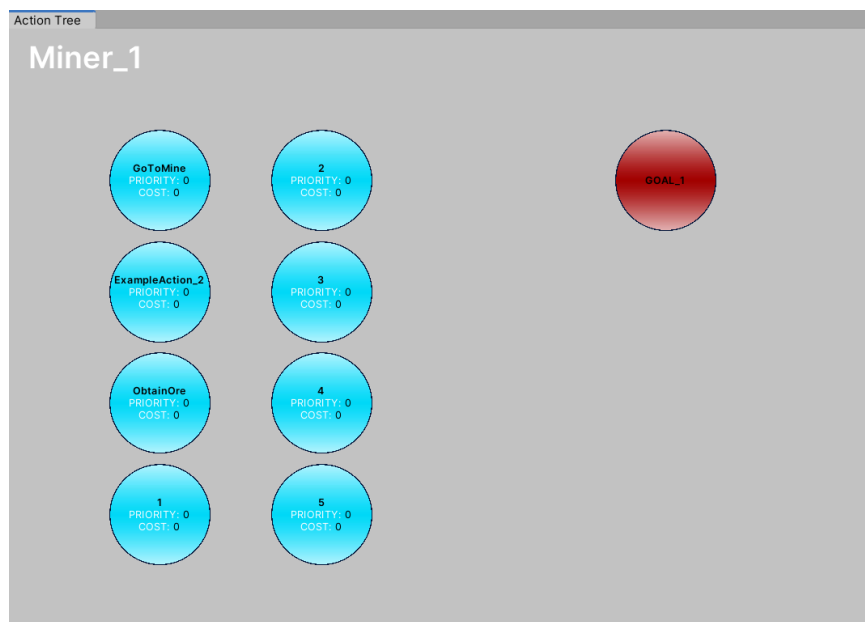 Action Tree
Miner_1
GoToMine
PRIORITY: 0
COST: 0
2
PRIORITY: 0
COST: 0
GOAL_1
ExampleAction_2
PRIORITY: 0
COST: 0
3
PRIORITY: 0
COST: 0
ObtainOre
PRIORITY: 0
COST: 0
4
PRIORITY: 0
COST: 0
1
PRIORITY: 0
COST: 0
5
PRIORITY: 0
COST: 0